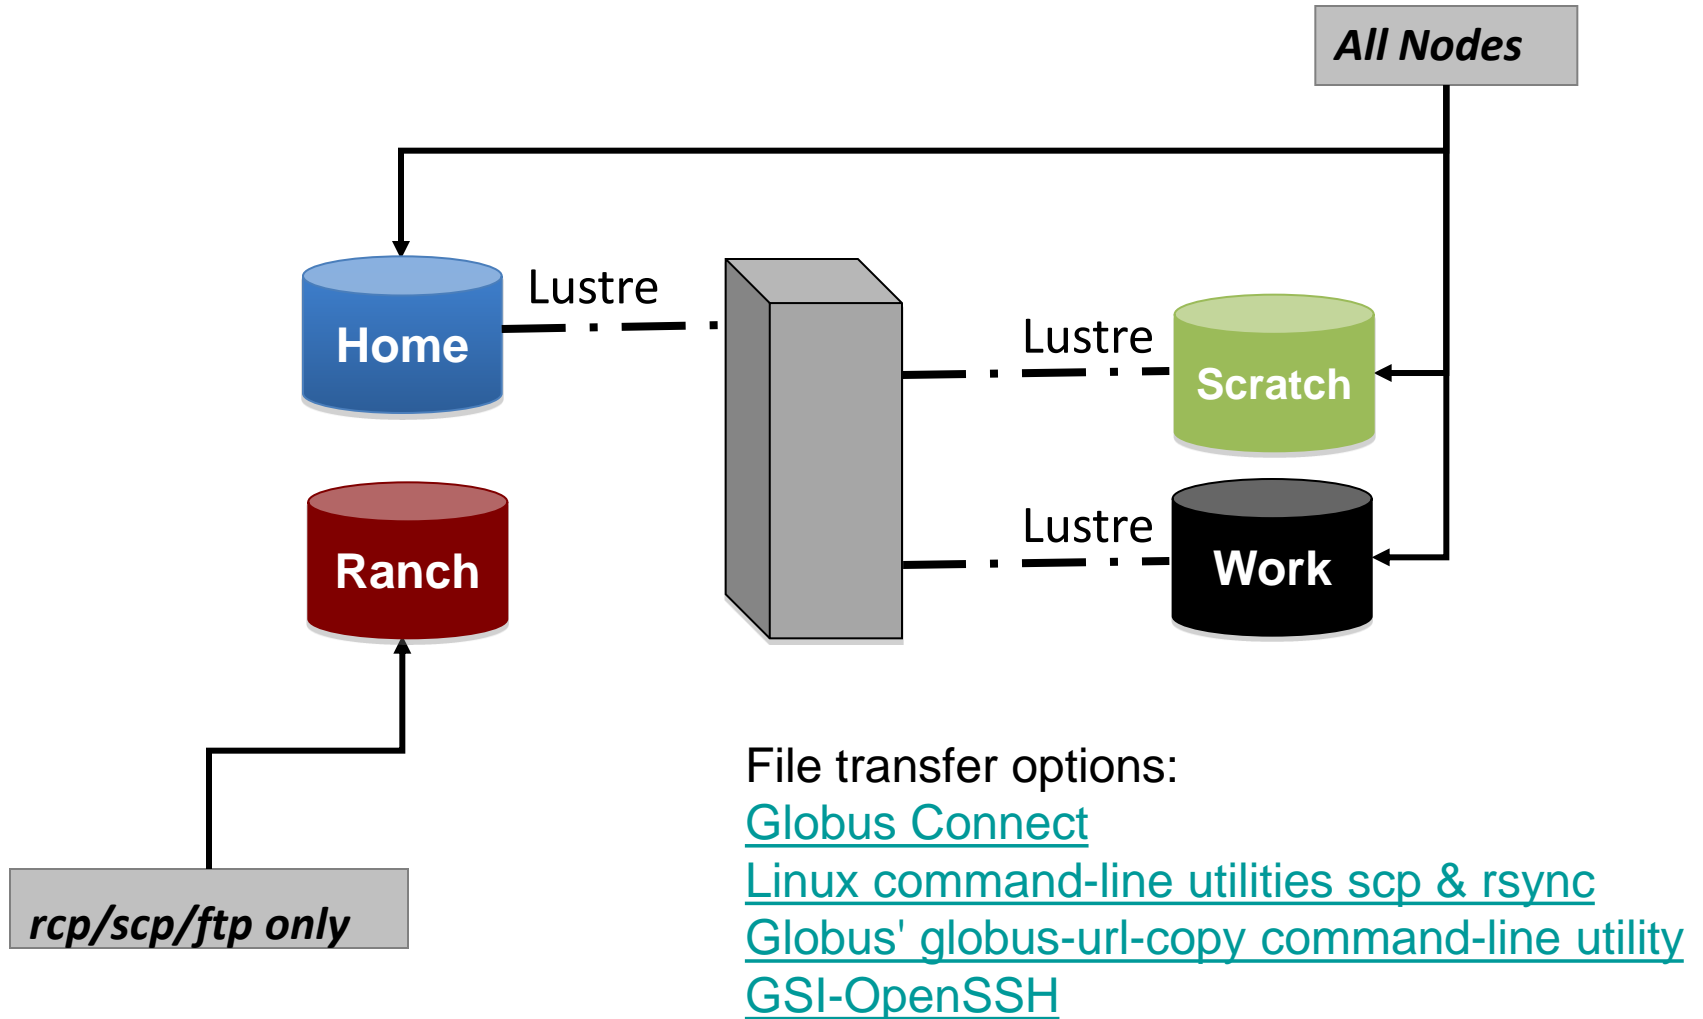 All Nodes
Lustre
Home
Lustre
Scratch
Lustre
Work
Ranch
File transfer options:
Globus Connect
Linux command-line utilities scp & rsync
rcp/scp/ftp only
Globus' globus-url-copy command-line utility
GSI-OpenSSH